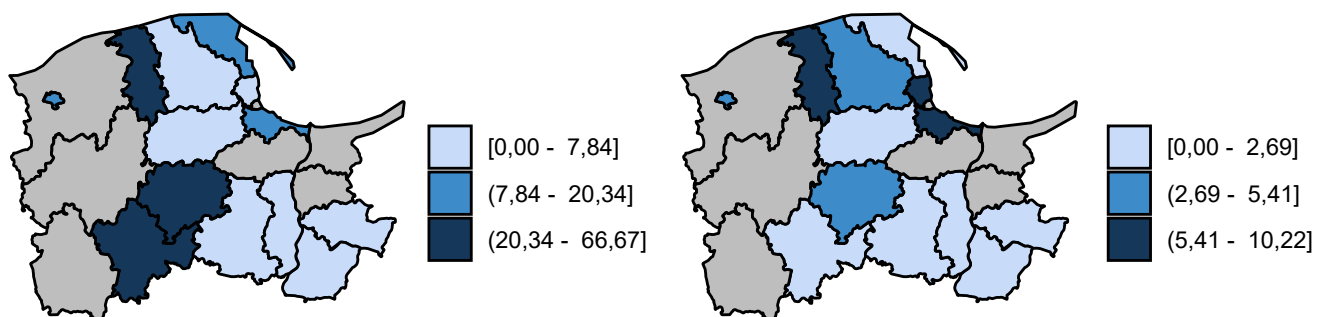 [0,00 - 7,84]
(7,84 - 20,34]
(20,34 - 66,67]
[0,00 - 2,69]
(2,69 - 5,41]
(5,41 - 10,22]